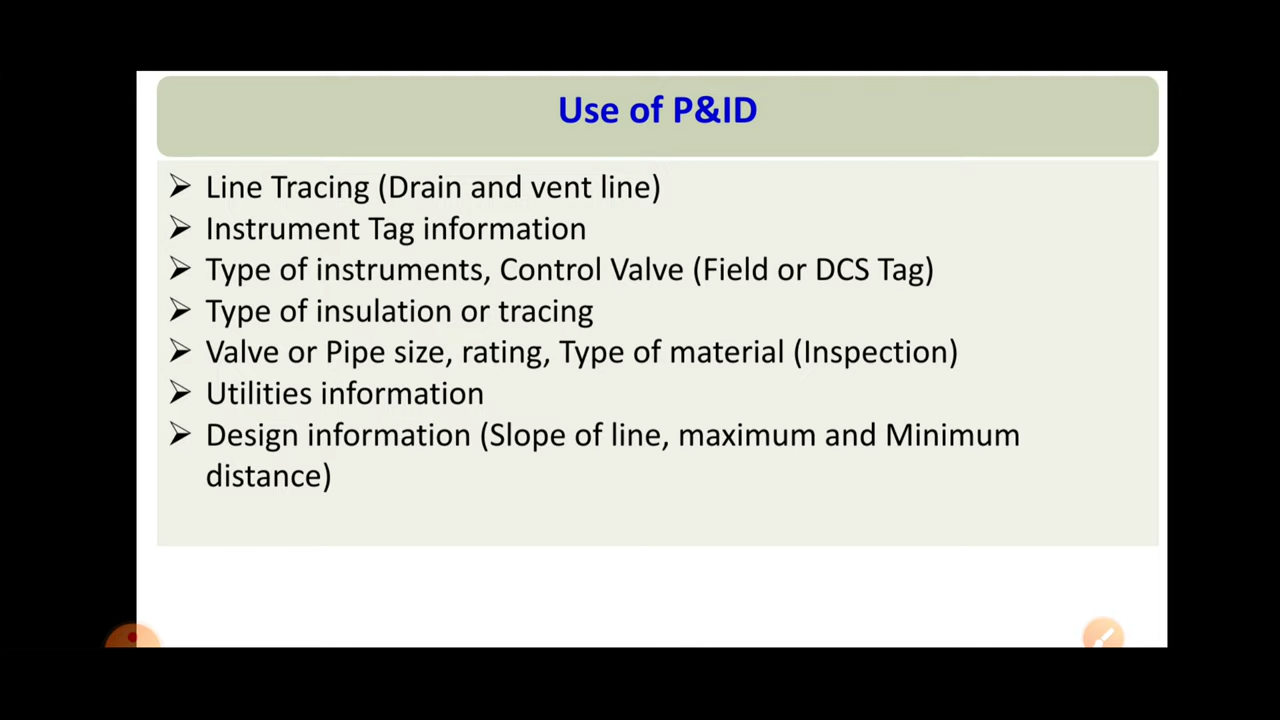 Use of P&ID
➢ Line Tracing (Drain and vent line)
➢ Instrument Tag information
➢ Type of instruments, Control Valve (Field or DCS Tag)
➢ Type of insulation or tracing
➢ Valve or Pipe size, rating, Type of material (Inspection)
➢ Utilities information
➢ Design information (Slope of line, maximum and Minimum
distance)